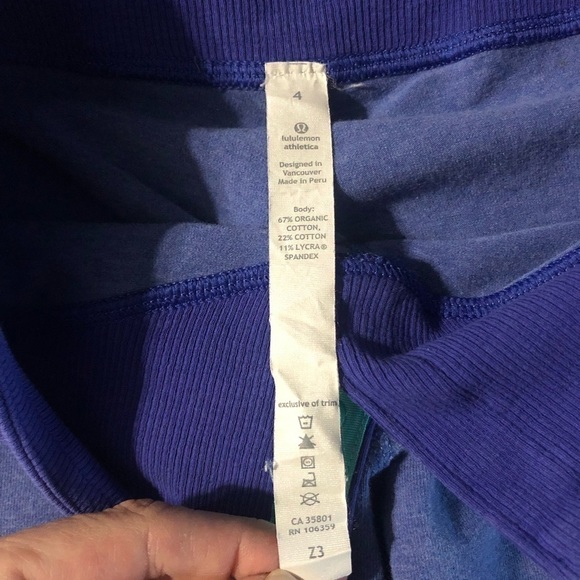 4
lululemon
athletica
Designed in
Vancouver
Made in Peru
Body:
67% ORGANIC
COTTON,
22% COTTON
11% LYCRA®
SPANDEX
exclusive of trim
CA 35801
RN 106359
Z3